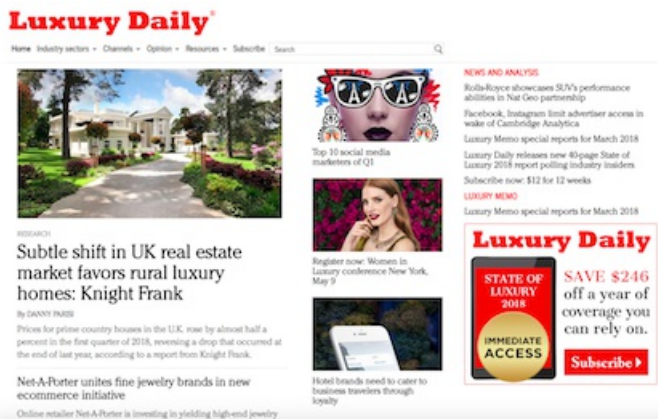 Luxury Daily®
Home Industry sectors Channels Opinion Resources Subscribe Search
RESEARCH
Subtle shift in UK real estate
market favors rural luxury
homes: Knight Frank
By DANNY PARISI
Prices for prime country houses in the U.K. rose by almost half a
percent in the first quarter of 2018, reversing a drop that occurred at
the end of last year, according to a report from Knight Frank.
Net-A-Porter unites fine jewelry brands in new
ecommerce initiative
Online retailer Net-A-Porter is investing in yielding high-end jewelry
A A
Top 10 social media
marketers of Q1
Register now: Women in
Luxury conference New York,
May 9
Hotel brands need to cater to
business travelers through
loyalty
NEWS AND ANALYSIS
Rolls-Royce showcases SUV's performance
abilities in Nat Geo partnership
Facebook, Instagram limit advertiser access in
wake of Cambridge Analytica
Luxury Memo special reports for March 2018
Luxury Daily releases new 40-page State of
Luxury 2018 report polling industry insiders
Subscribe now: $12 for 12 weeks
LUXURY MEMO
Luxury Memo special reports for March 2018
Luxury Daily
STATE OF
LUXURY
2018
IMMEDIATE
ACCESS
SAVE $246
off a year of
coverage you
can rely on.
Subscribe